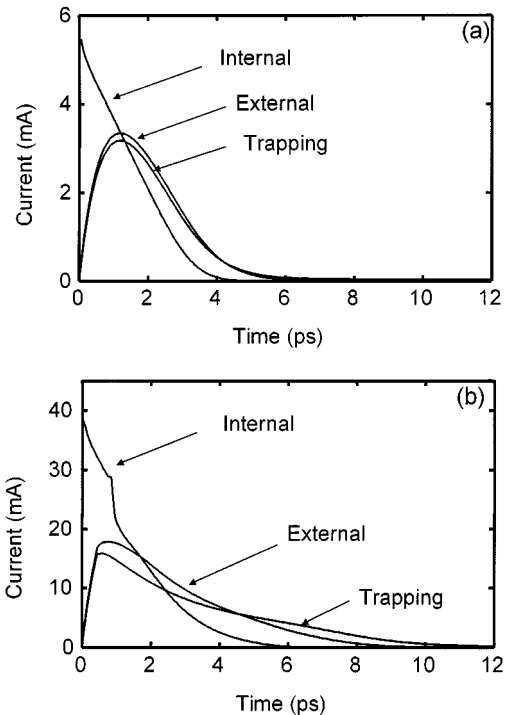 (a)
6
Internal
External
Trapping
4
2
0
Current (mA)
0 2 4 6 8 10 12
Time (ps)
(b)
40
Internal
30
External
20
Trapping
10
0
Current (mA)
0 2 4 6 8 10 12
Time (ps)